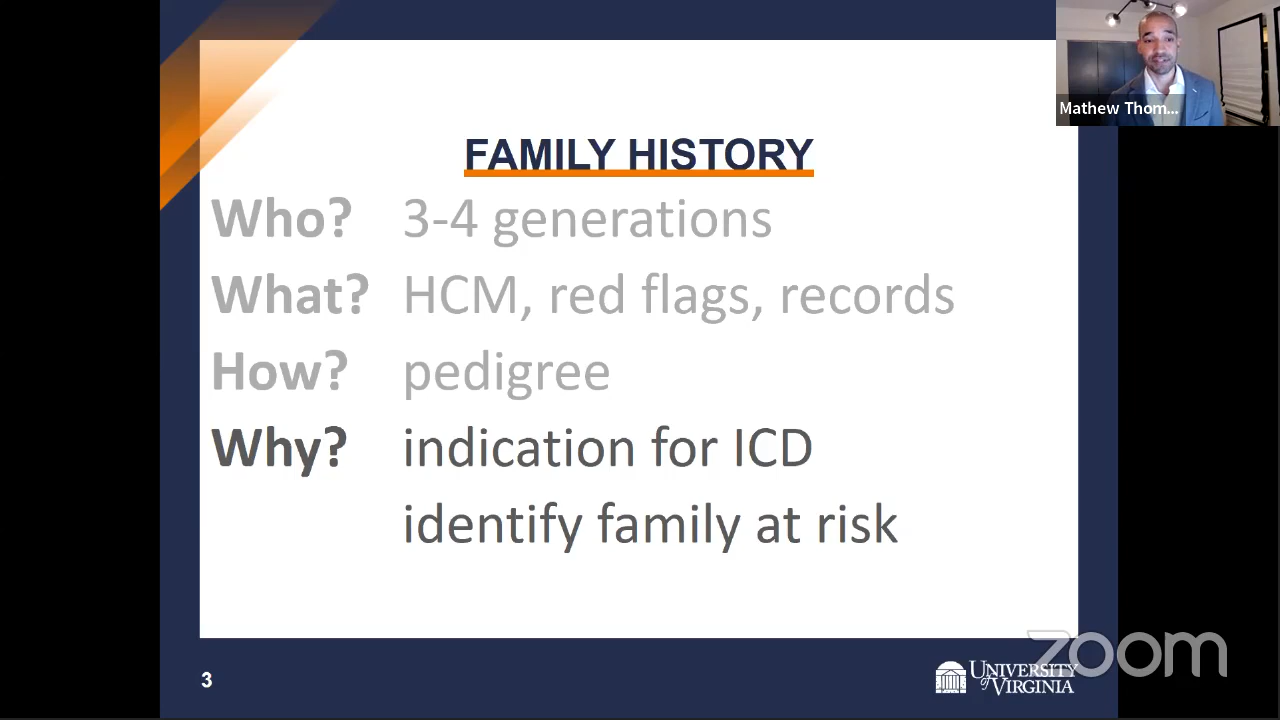 Mathew Thom...
FAMILY HISTORY
Who? 3-4 generations
What? HCM, red flags, records
How? pedigree
Why? indication for ICD
identify family at risk
zoom
3
UNIVERSITY
of VIRGINIA